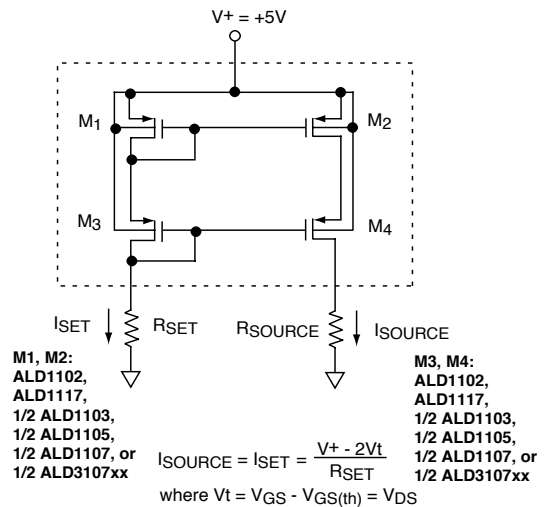 V+ = +5V
M1
M2
M3
M4
ISET
RSET
RSOURCE
ISOURCE
M1, M2:
ALD1102,
ALD1117,
1/2 ALD1103,
1/2 ALD1105,
1/2 ALD1107, or
1/2 ALD3107xx
M3, M4:
ALD1102,
ALD1117,
1/2 ALD1103,
1/2 ALD1105,
1/2 ALD1107, or
1/2 ALD3107xx
ISOURCE = ISET = V+ - 2Vt / RSET
where Vt = VGS - VGS(th) = VDS